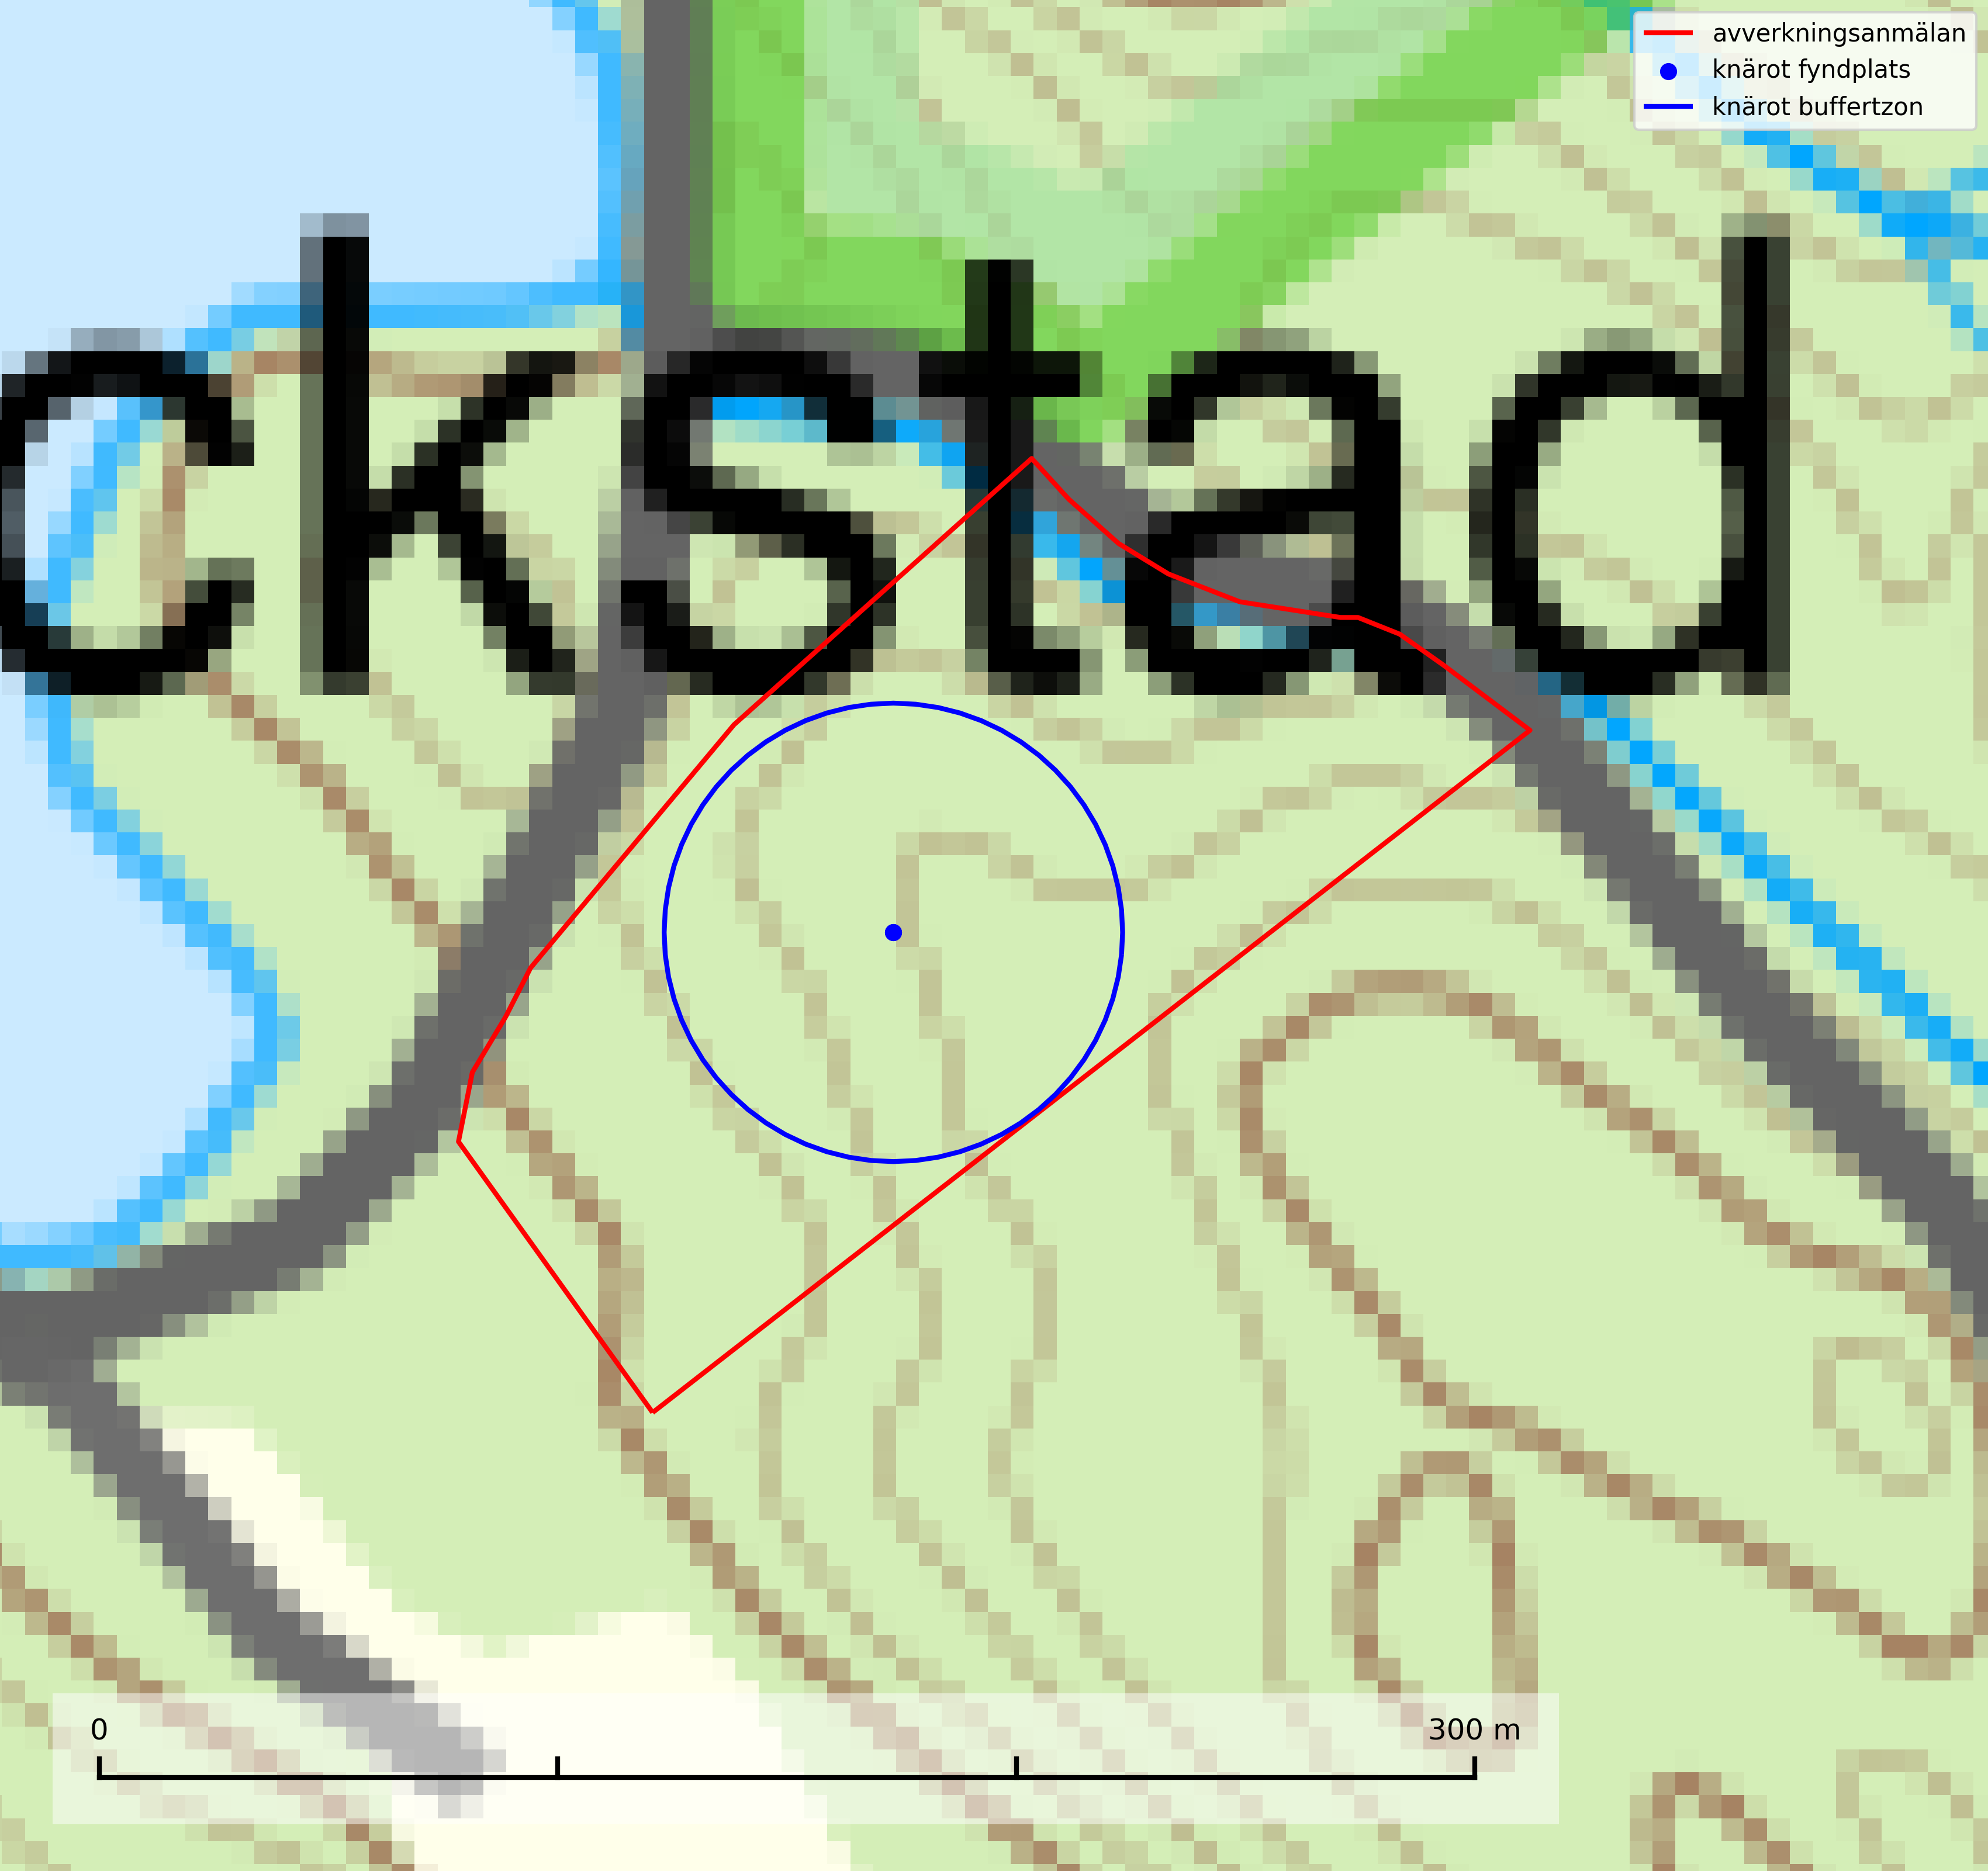 avverkningsanmälan
knärot fyndplats
knärot buffertzon
ckstad
0 300 m